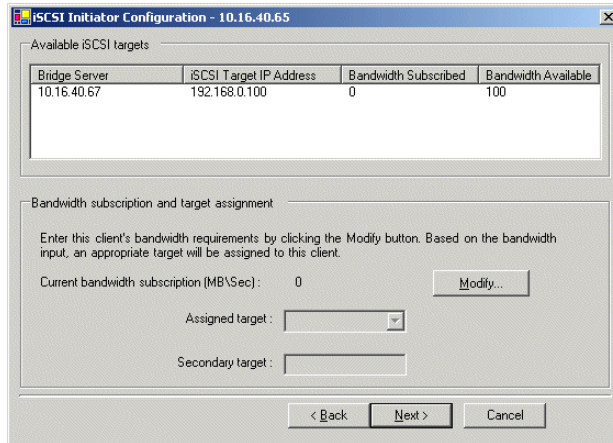 iSCSI Initiator Configuration - 10.16.40.65
Available iSCSI targets
Bridge Server iSCSI Target IP Address Bandwidth Subscribed Bandwidth Available
10.16.40.67 192.168.0.100 0 100
Bandwidth subscription and target assignment
Enter this client's bandwidth requirements by clicking the Modify button. Based on the bandwidth
input, an appropriate target will be assigned to this client.
Current bandwidth subscription (MB\Sec) : 0 Modify...
Assigned target :
Secondary target :
< Back Next > Cancel